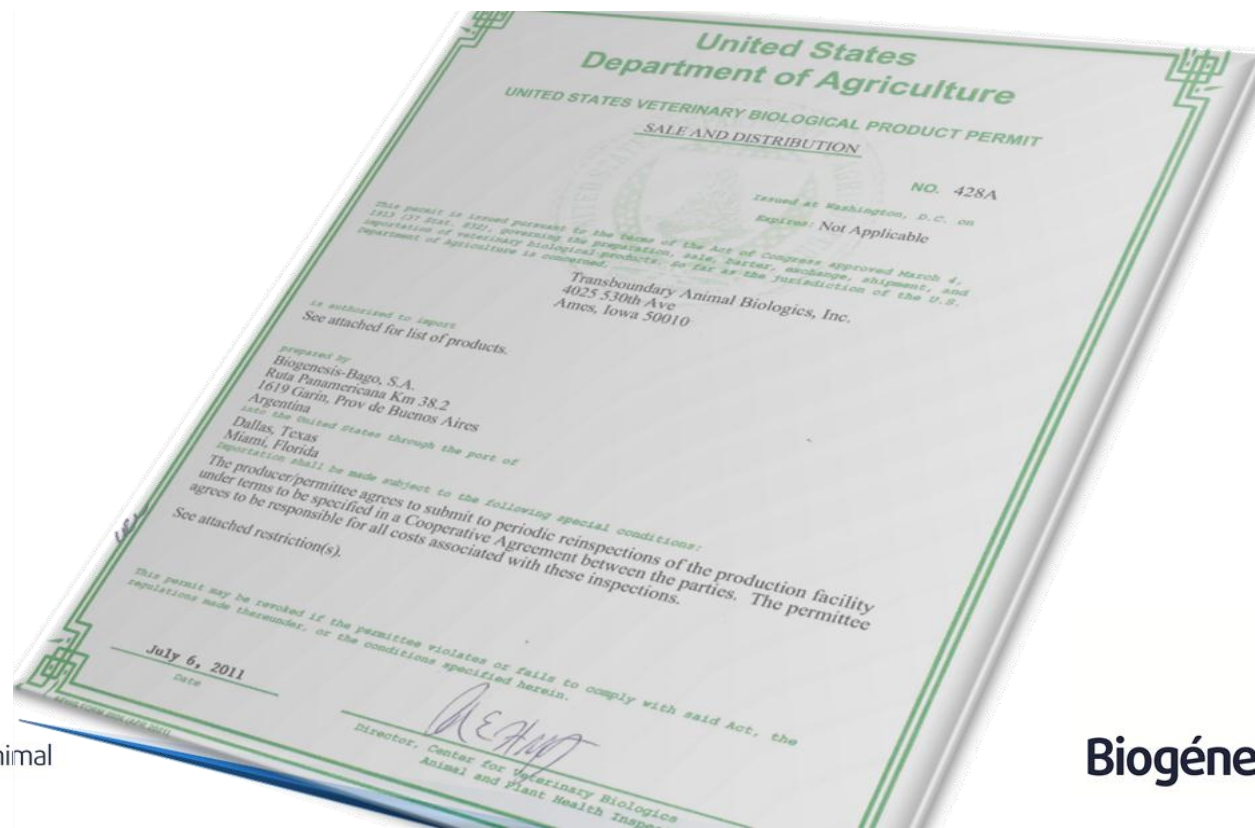 United States
Department of Agriculture
UNITED STATES VETERINARY BIOLOGICAL PRODUCT PERMIT
SALE AND DISTRIBUTION
NO. 428A
Issued at Washington, D.C. on
Expires: Not Applicable
This permit is issued pursuant to the terms of the Act of Congress approved March 4,
1913 (37 Stat. 832), governing the preparation, sale, barter, exchange, shipment, and
importation of veterinary biological products, so far as the jurisdiction of the U.S.
Department of Agriculture is concerned.
Transboundary Animal Biologics, Inc.
4025 530th Ave
Ames, Iowa 50010
is authorized to import
See attached for list of products.
prepared by
Biogenesis-Bago, S.A.
Ruta Panamericana Km 38.2
1619 Garin, Prov de Buenos Aires
Argentina
into the United States through the port of
Dallas, Texas
Miami, Florida
Importation shall be made subject to the following special conditions:
The producer/permittee agrees to submit to periodic reinspections of the production facility
under terms to be specified in a Cooperative Agreement between the parties. The permittee
agrees to be responsible for all costs associated with these inspections.
See attached restriction(s).
This permit may be revoked if the permittee violates or fails to comply with said Act, the
regulations made thereunder, or the conditions specified herein.
July 6, 2011
Date
Director, Center for Veterinary Biologics
Animal and Plant Health Inspec
nimal
Biogéne